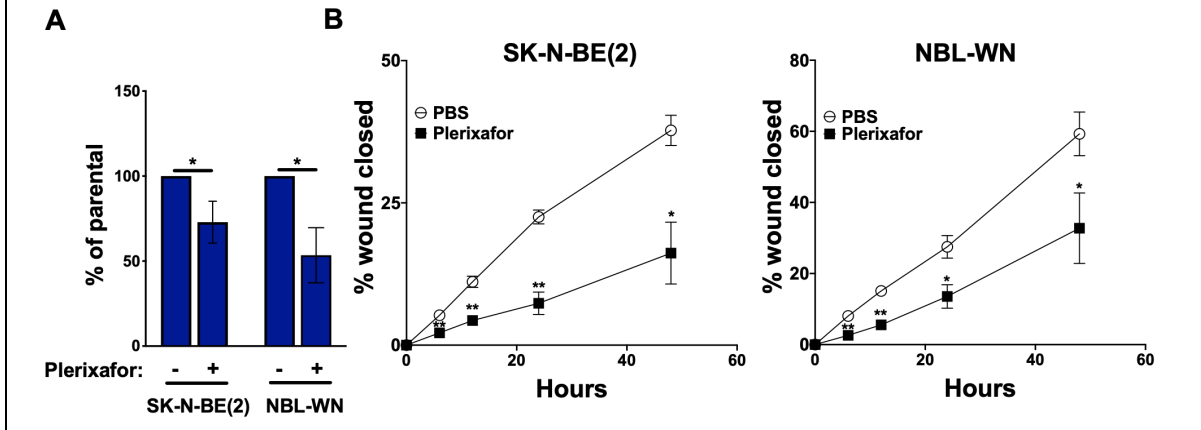 A
150
100
50
0
% of parental
*
*
Plerixafor: - + - +
SK-N-BE(2) NBL-WN
B
SK-N-BE(2)
50
25
0
% wound closed
PBS
Plerixafor
**
**
**
*
0 20 40 60
Hours
NBL-WN
80
60
40
20
0
% wound closed
PBS
Plerixafor
**
**
*
*
0 20 40 60
Hours